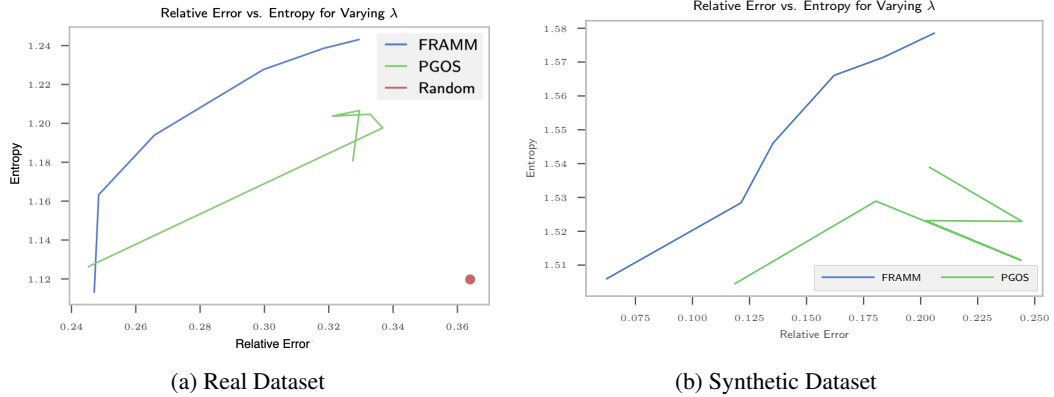 Relative Error vs. Entropy for Varying λ
1.24
1.22
1.20
1.18
1.16
1.14
1.12
Entropy
FRAMM
PGOS
Random
0.24 0.26 0.28 0.30 0.32 0.34 0.36
Relative Error
(a) Real Dataset
Relative Error vs. Entropy for Varying λ
1.58
1.57
1.56
1.55
1.54
1.53
1.52
1.51
Entropy
FRAMM PGOS
0.075 0.100 0.125 0.150 0.175 0.200 0.225 0.250
Relative Error
(b) Synthetic Dataset